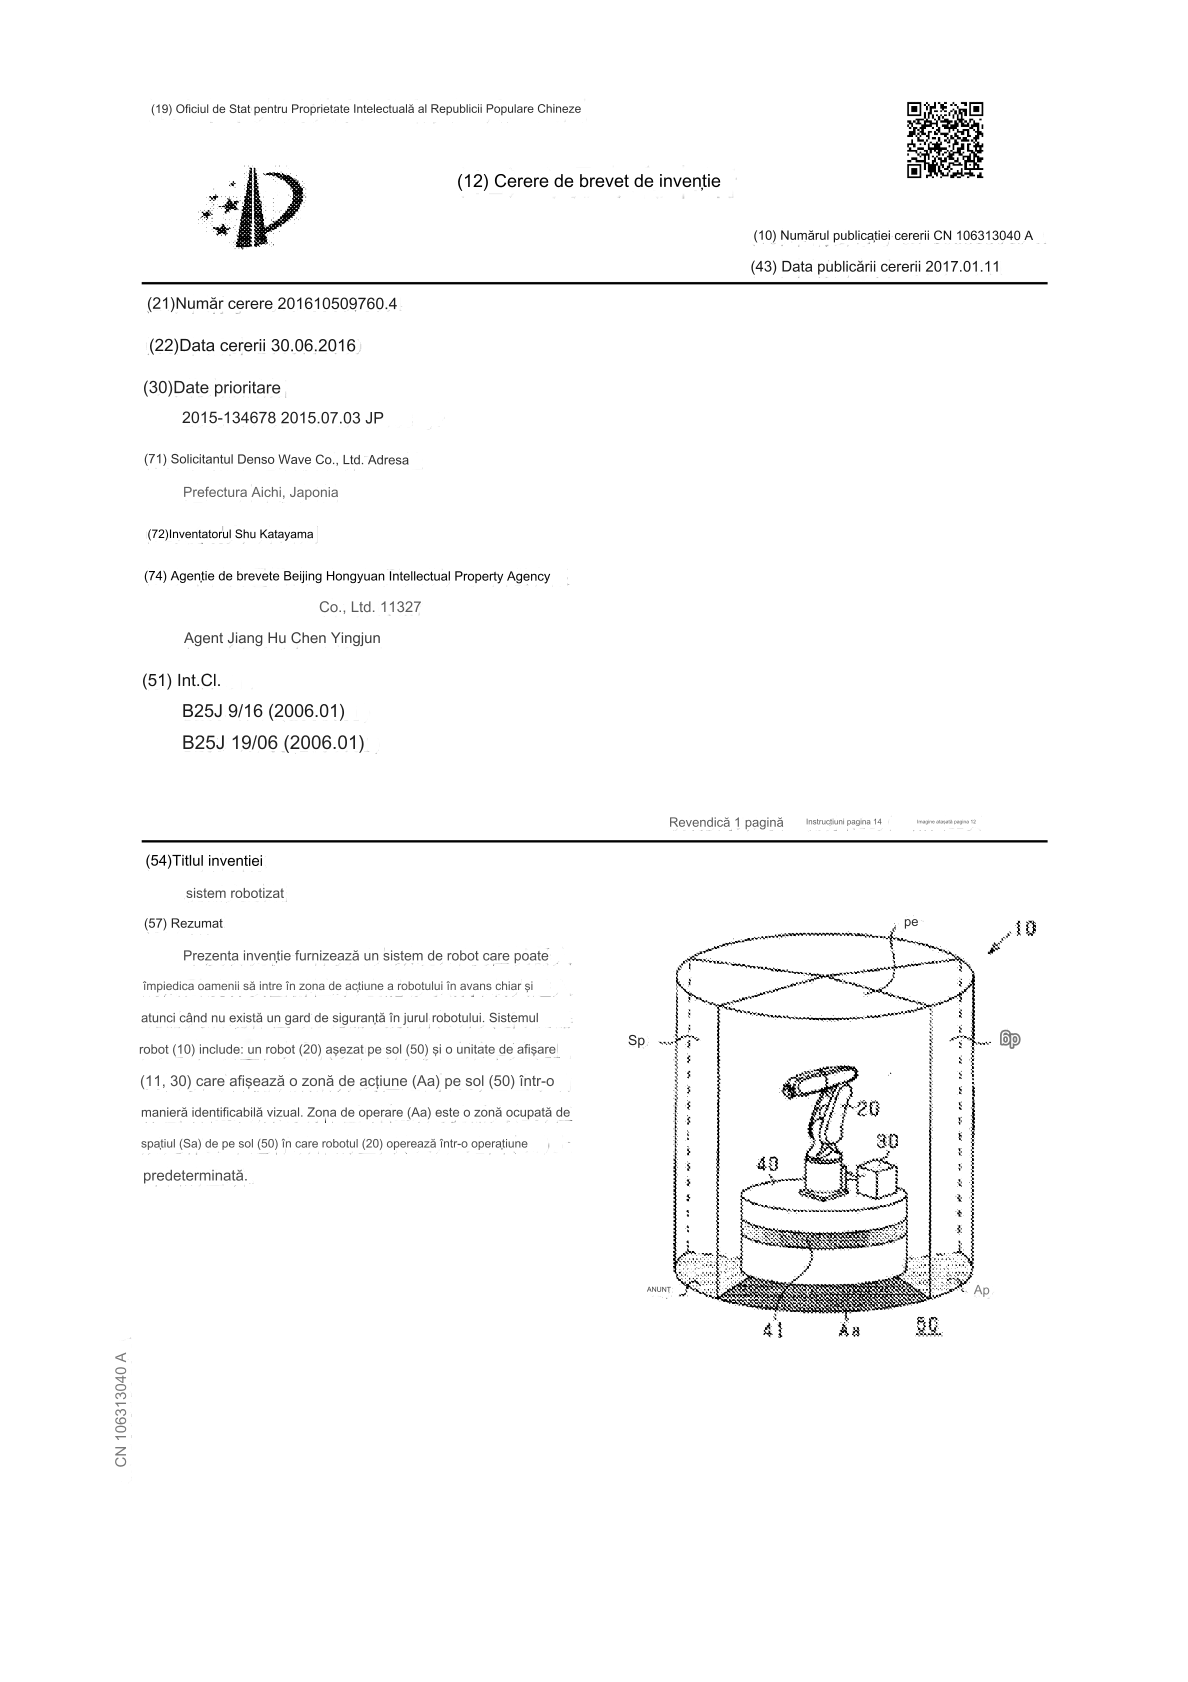 (19) Oficiul de Stat pentru Proprietate Intelectuală al Republicii Populare Chineze
(12) Cerere de brevet de invenție
(10) Numărul publicației cererii CN 106313040 A
(43) Data publicării cererii 2017.01.11
(21)Număr cerere 201610509760.4
(22)Data cererii 30.06.2016
(30)Date prioritare
2015-134678 2015.07.03 JP
(71) Solicitantul Denso Wave Co., Ltd. Adresa
Prefectura Aichi, Japonia
(72)Inventatorul Shu Katayama
(74) Agenție de brevete Beijing Hongyuan Intellectual Property Agency
Co., Ltd. 11327
Agent Jiang Hu Chen Yingjun
(51) Int.Cl.
B25J 9/16 (2006.01)
B25J 19/06 (2006.01)
Revendică 1 pagină Instrucțiuni pagina 14 Imagine atașată pagina 12
(54)Titlul inventiei
sistem robotizat
(57) Rezumat
Prezenta invenție furnizează un sistem de robot care poate
împiedica oamenii să intre în zona de acțiune a robotului în avans chiar și
atunci când nu există un gard de siguranță în jurul robotului. Sistemul
robot (10) include: un robot (20) așezat pe sol (50) și o unitate de afișare
(11, 30) care afișează o zonă de acțiune (Aa) pe sol (50) într-o
manieră identificabilă vizual. Zona de operare (Aa) este o zonă ocupată de
spațiul (Sa) de pe sol (50) în care robotul (20) operează într-o operațiune
predeterminată.
pe
10
Sp
20
30
40
ANUNȚ
Ap
41
Aa
50
CN 106313040 A